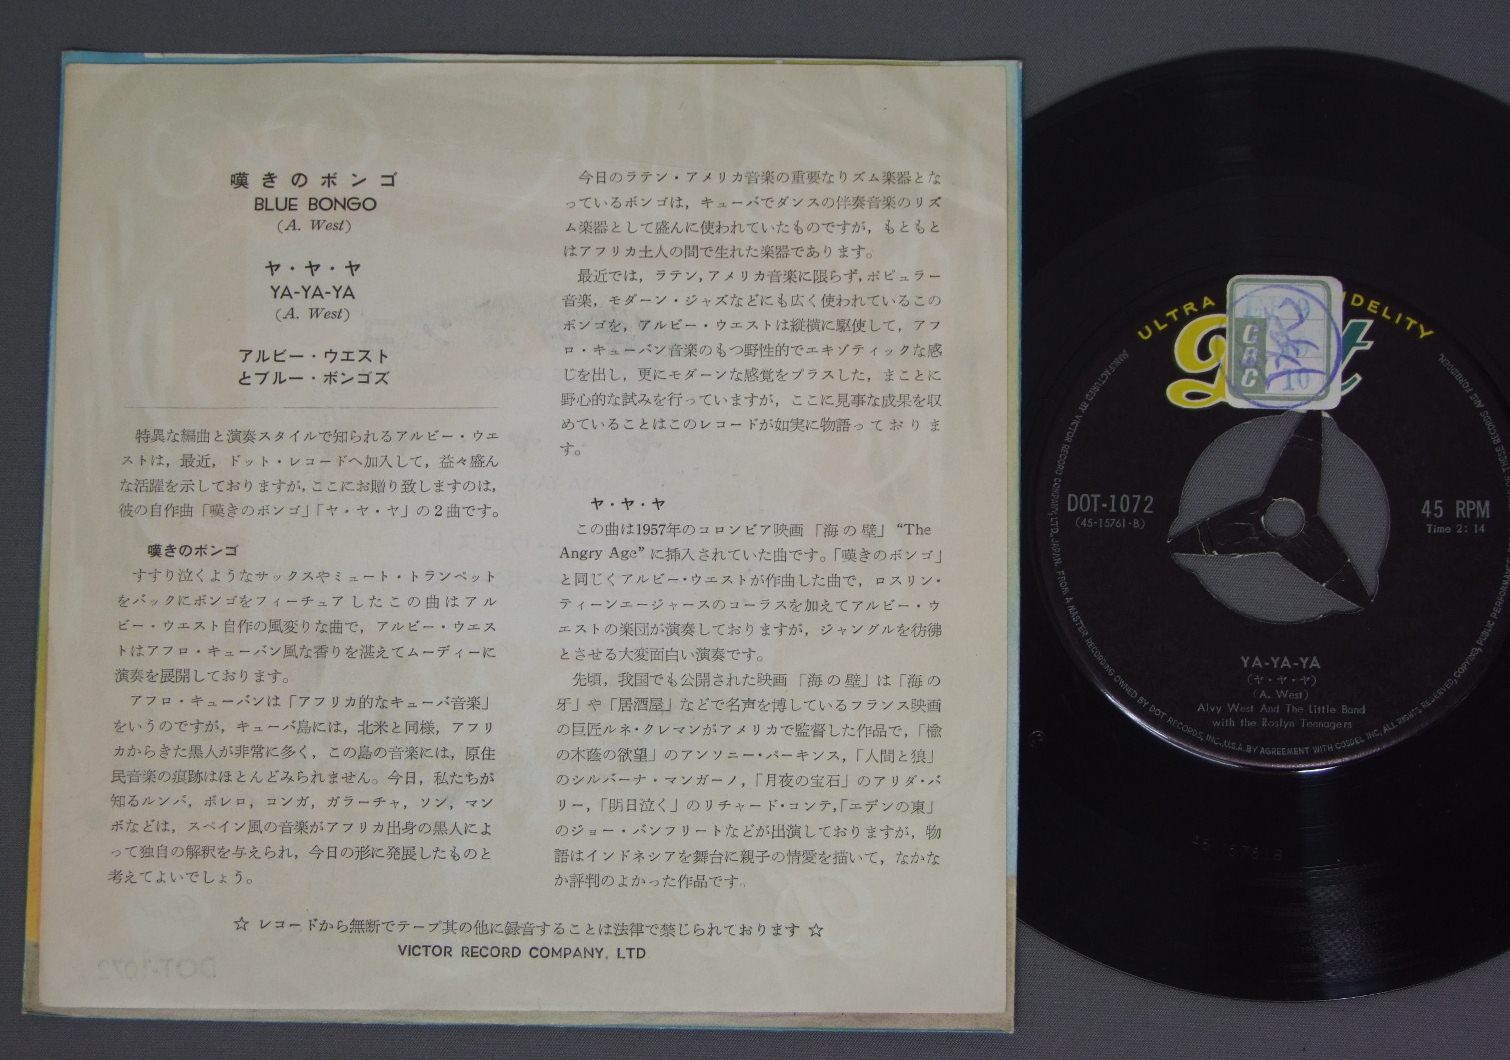 嘆きのボンゴ
BLUE BONGO
(A. West)
ヤ・ヤ・ヤ
YA-YA-YA
(A. West)
アルビー・ウエスト
とブルー・ボンゴズ
特異な編曲と演奏スタイルで知られるアルビー・ウエ
ストは，最近，ドット・レコードへ加入して，益々盛ん
な活躍を示しておりますが，ここにお贈り致しますのは，
彼の自作曲「嘆きのボンゴ」「ヤ・ヤ・ヤ」の２曲です。
嘆きのボンゴ
すすり泣くようなサックスやミュート・トランペット
をバックにボンゴをフィーチュアしたこの曲はアル
ビー・ウエスト自作の風変りな曲で，アルビー・ウエス
トはアフロ・キューバン風な香りを湛えてムーディーに
演奏を展開しております。
アフロ・キューバンは「アフリカ的なキューバ音楽」
をいうのですが，キューバ島には，北米と同様，アフリ
カからきた黒人が非常に多く，この島の音楽には，原住
民音楽の痕跡はほとんどみられません。今日，私たちが
知るルンバ，ボレロ，コンガ，ガラーチャ，ソン，マン
ボなどは，スペイン風の音楽がアフリカ出身の黒人によ
って独自の解釈を与えられ，今日の形に発展したものと
考えてよいでしょう。
今日のラテン・アメリカ音楽の重要なリズム楽器とな
っているボンゴは，キューバでダンスの伴奏音楽のリズ
ム楽器として盛んに使われていたものですが，もともと
はアフリカ土人の間で生れた楽器であります。
最近では，ラテン，アメリカ音楽に限らず，ポピュラー
音楽，モダーン・ジャズなどにも広く使われているこの
ボンゴを，アルビー・ウエストは縦横に駆使して，アフ
ロ・キューバン音楽のもつ野性的でエキゾティックな感
じを出し，更にモダーンな感覚をプラスした，まことに
野心的な試みを行っていますが，ここに見事な成果を収
めていることはこのレコードが如実に物語っておりま
す。
ヤ・ヤ・ヤ
この曲は1957年のコロンビア映画「海の壁」“The
Angry Age”に挿入されていた曲です。「嘆きのボンゴ」
と同じくアルビー・ウエストが作曲した曲で，ロスリン・
ティーンエージャースのコーラスを加えてアルビー・ウ
エストの楽団が演奏しておりますが，ジャングルを彷彿
とさせる大変面白い演奏です。
先頃，我国でも公開された映画「海の壁」は「海の
牙」や「居酒屋」などで名声を博しているフランス映画
の巨匠ルネ・クレマンがアメリカで監督した作品で，「楡
の木蔭の欲望」のアンソニー・パーキンス，「人間と狼」
のシルバーナ・マンガーノ，「月夜の宝石」のアリダ・バ
リー，「明日泣く」のリチャード・コンテ，「エデンの東」
のジョー・バンフリートなどが出演しておりますが，物
語はインドネシアを舞台に親子の情愛を描いて，なかな
か評判のよかった作品です。
☆ レコードから無断でテープ其の他に録音することは法律で禁じられております ☆
VICTOR RECORD COMPANY, LTD
DOT-1072
ULTRA
DELITY
CRC
10
DOT-1072
(45-15761-B)
45 RPM
Time 2:14
YA-YA-YA
(ヤ・ヤ・ヤ)
(A. West)
Alvy West And The Little Band
with the Roslyn Teenagers
MANUFACTURED BY VICTOR RECORD COMPANY, LTD. JAPAN. FROM A MASTER RECORDING OWNED BY DOT RECORDS, INC., U.S.A. BY AGREEMENT WITH GOSDEL INC. ALL RIGHTS RESERVED.